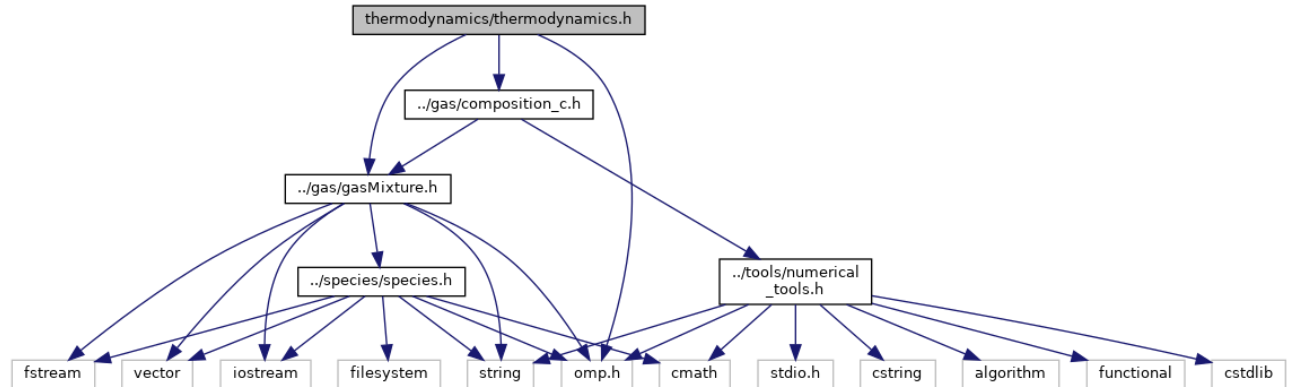 thermodynamics/thermodynamics.h
../gas/composition_c.h
../gas/gasMixture.h
../species/species.h
../tools/numerical
_tools.h
fstream
vector
iostream
filesystem
string
omp.h
cmath
stdio.h
cstring
algorithm
functional
cstdlib